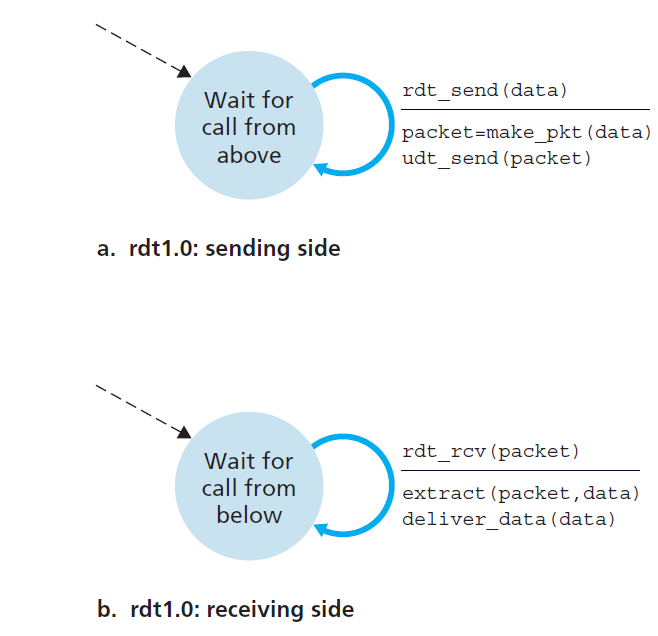 Wait for
call from
above
rdt_send(data)
packet=make_pkt(data)
udt_send(packet)
a. rdt1.0: sending side
Wait for
call from
below
rdt_rcv(packet)
extract(packet,data)
deliver_data(data)
b. rdt1.0: receiving side